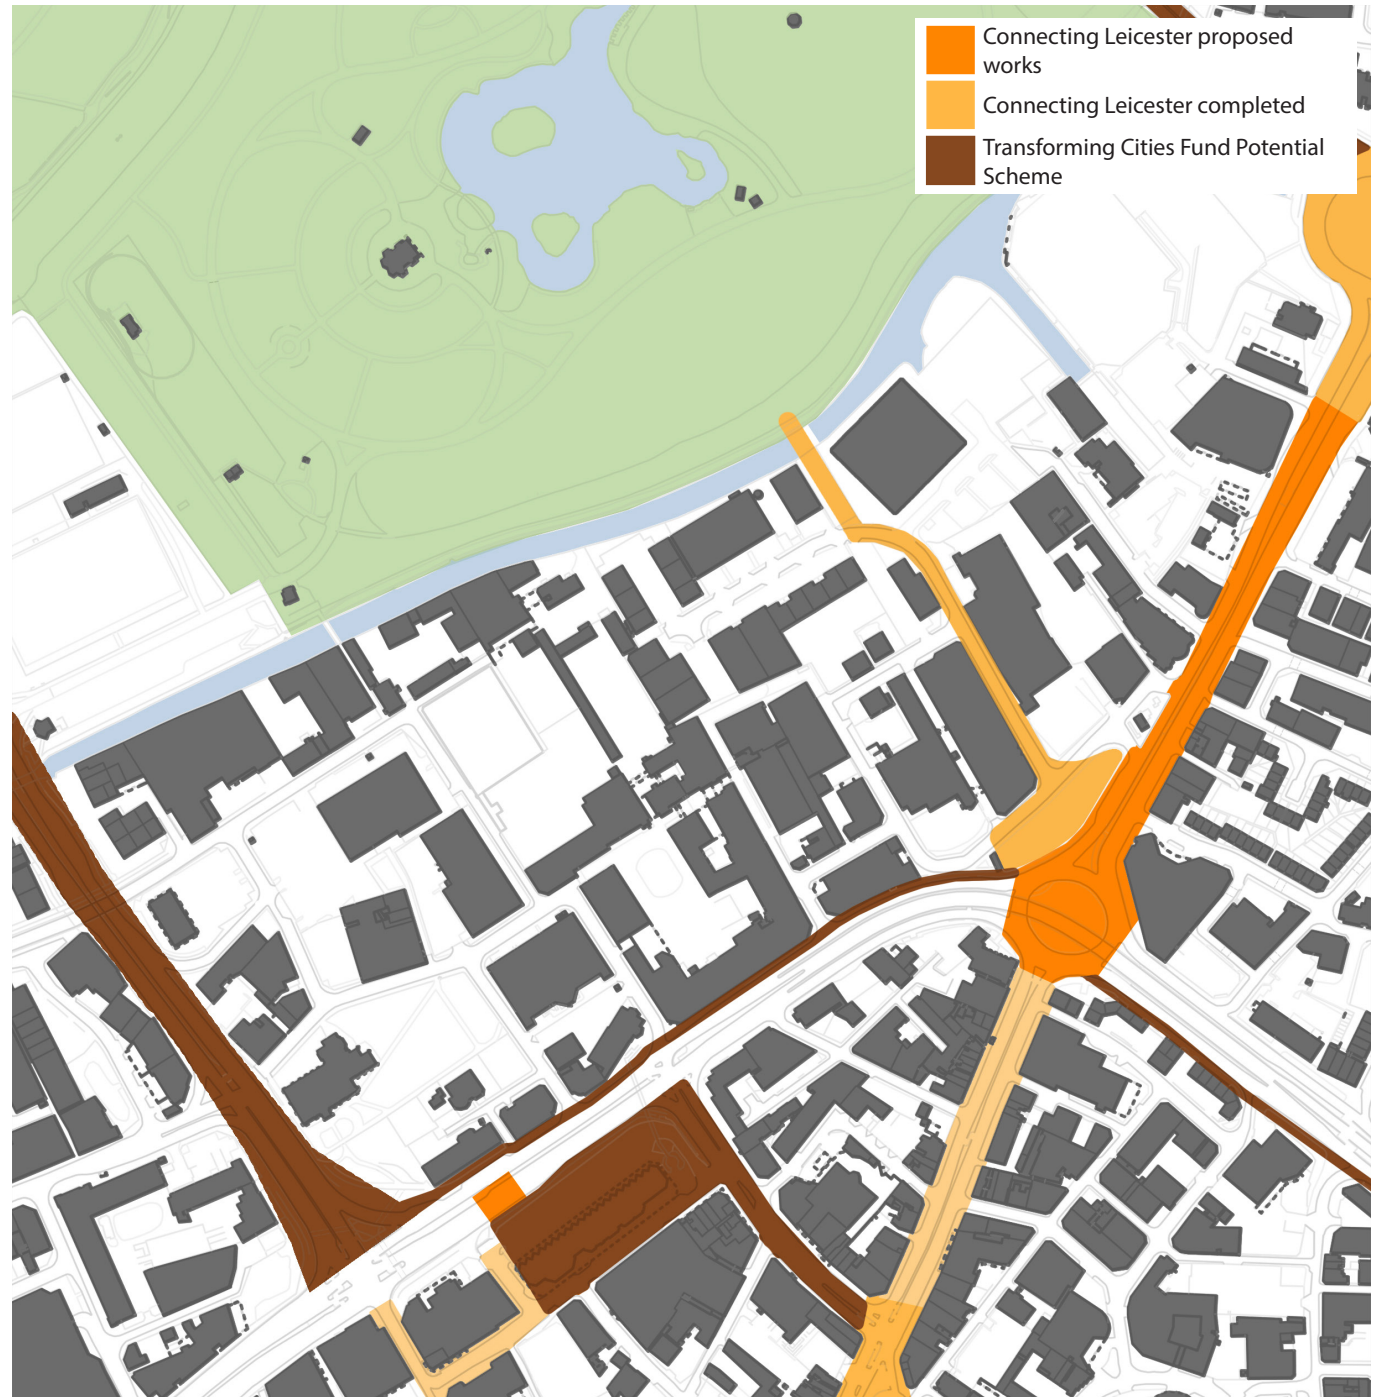 Connecting Leicester proposed
works
Connecting Leicester completed
Transforming Cities Fund Potential
Scheme